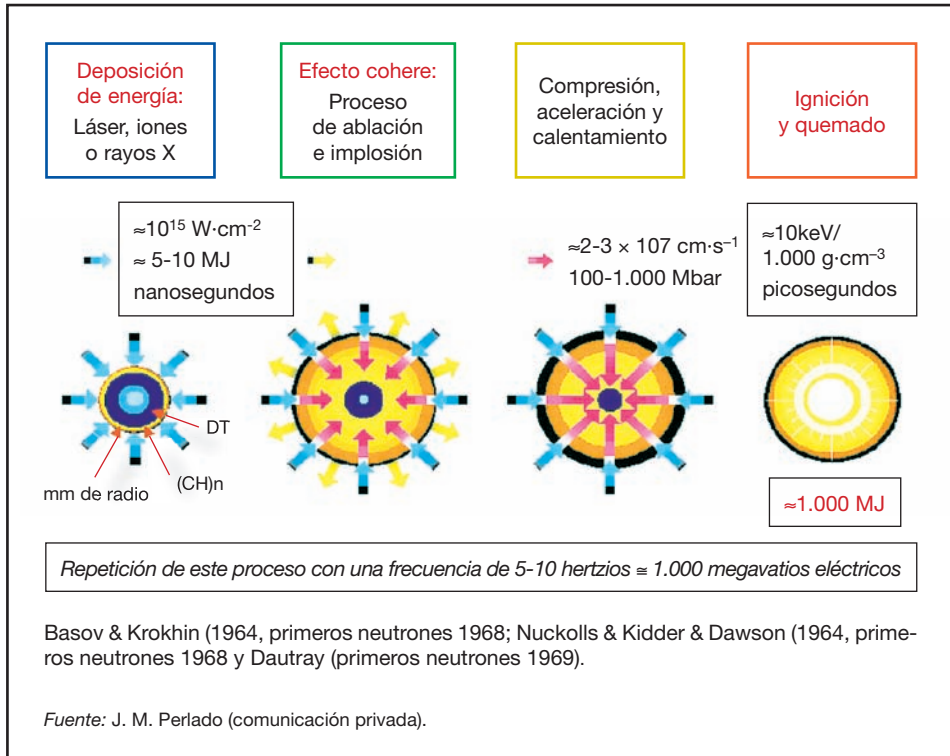 Deposición
de energía:
Láser, iones
o rayos X
Efecto cohere:
Proceso
de ablación
e implosión
Compresión,
aceleración y
calentamiento
Ignición
y quemado
≈10¹⁵ W·cm⁻²
≈ 5-10 MJ
nanosegundos
≈2-3 × 107 cm·s⁻¹
100-1.000 Mbar
≈10keV/
1.000 g·cm⁻³
picosegundos
DT
(CH)n
mm de radio
≈1.000 MJ
Repetición de este proceso con una frecuencia de 5-10 hertzios ≅ 1.000 megavatios eléctricos
Basov & Krokhin (1964, primeros neutrones 1968; Nuckolls & Kidder & Dawson (1964, prime-
ros neutrones 1968 y Dautray (primeros neutrones 1969).
Fuente: J. M. Perlado (comunicación privada).